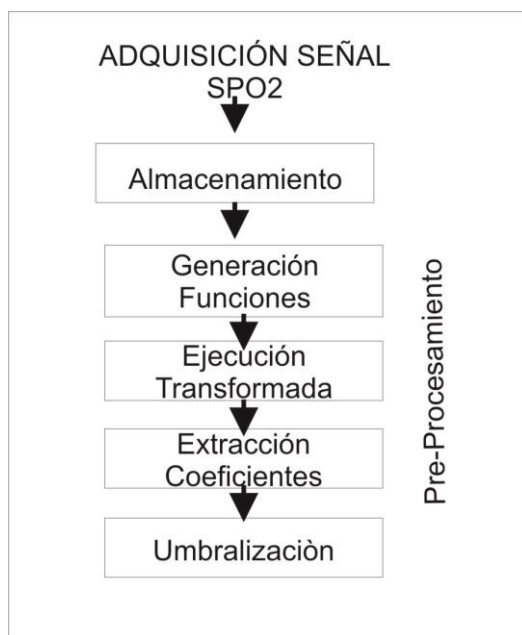 ADQUISICIÓN SEÑAL
SPO2
Almacenamiento
Generación
Funciones
Ejecución
Transformada
Extracción
Coeficientes
Umbralizaciòn
Pre-Procesamiento